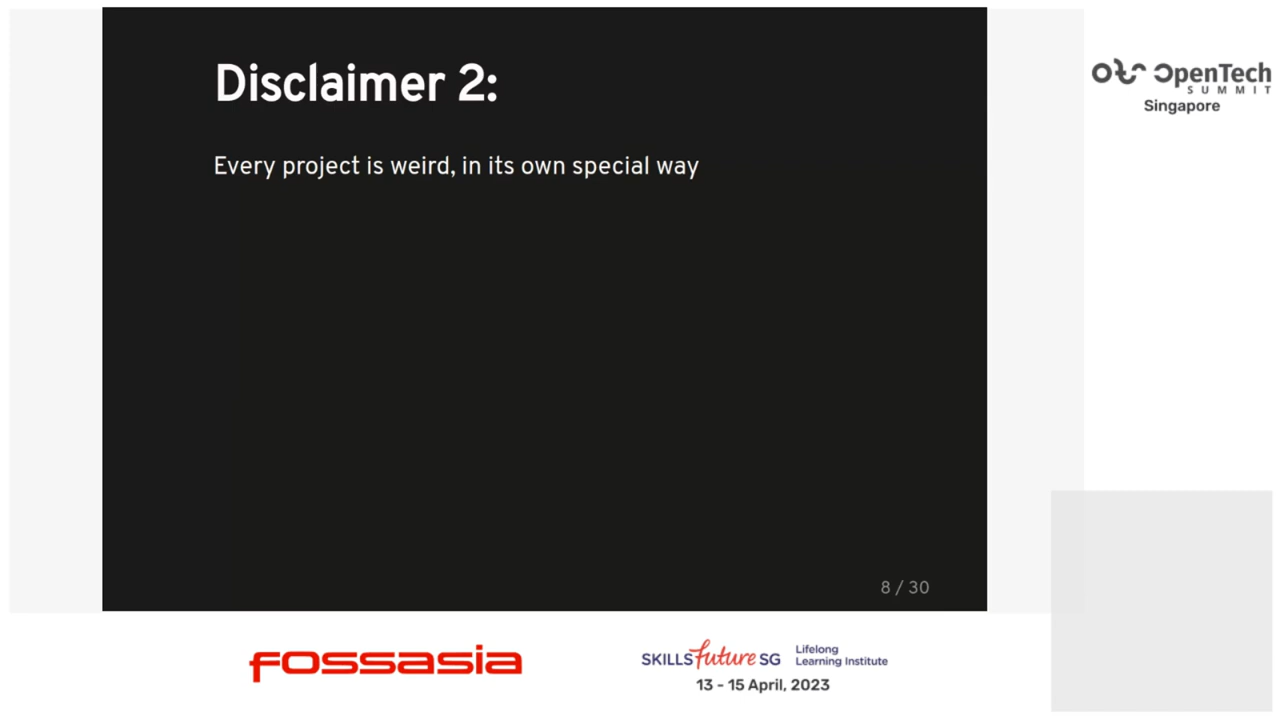 Disclaimer 2:
Every project is weird, in its own special way
8 / 30
OpenTech
SUMMIT
Singapore
fossasia
SKILLSfuture SG
Lifelong
Learning Institute
13 - 15 April, 2023